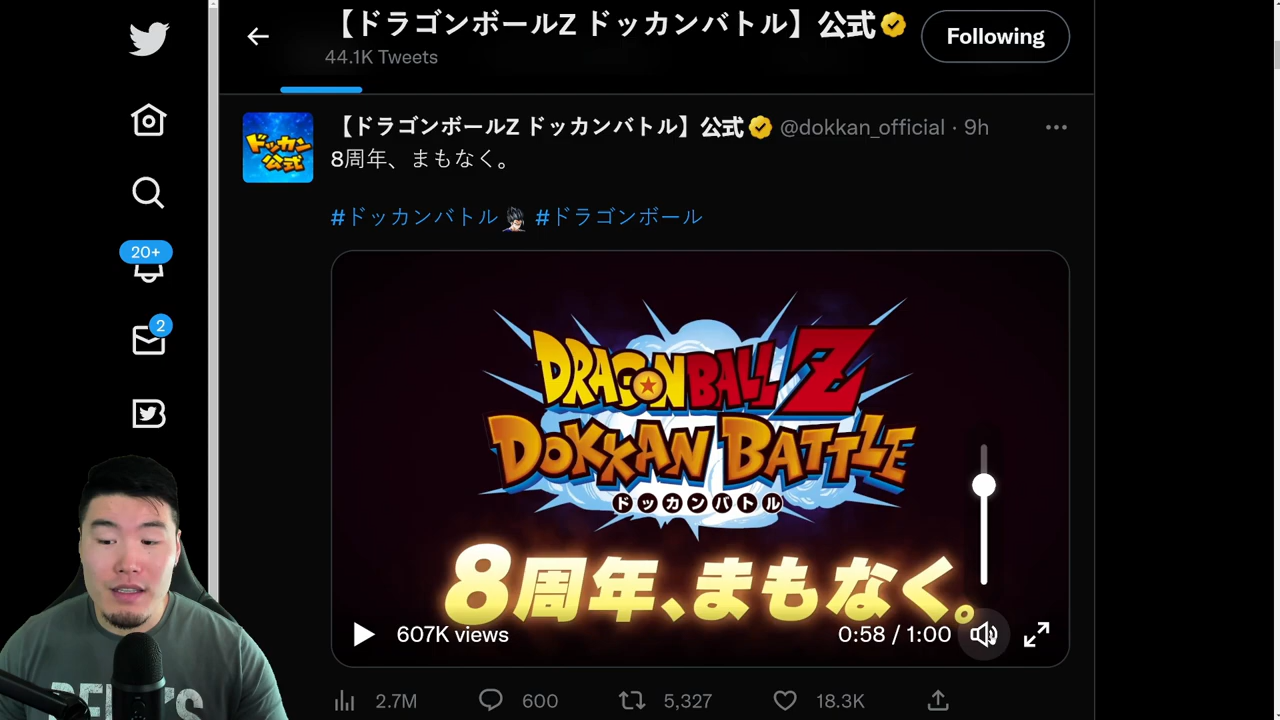 【ドラゴンボールZ ドッカンバトル】公式
44.1K Tweets
Following
20+
2
ドッカン
公式
【ドラゴンボールZ ドッカンバトル】公式 @dokkan_official · 9h
8周年、まもなく。
#ドッカンバトル #ドラゴンボール
DRAGON BALL Z
DOKKAN BATTLE
ドッカンバトル
8周年、まもなく。
607K views
0:58 / 1:00
2.7M 600 5,327 18.3K